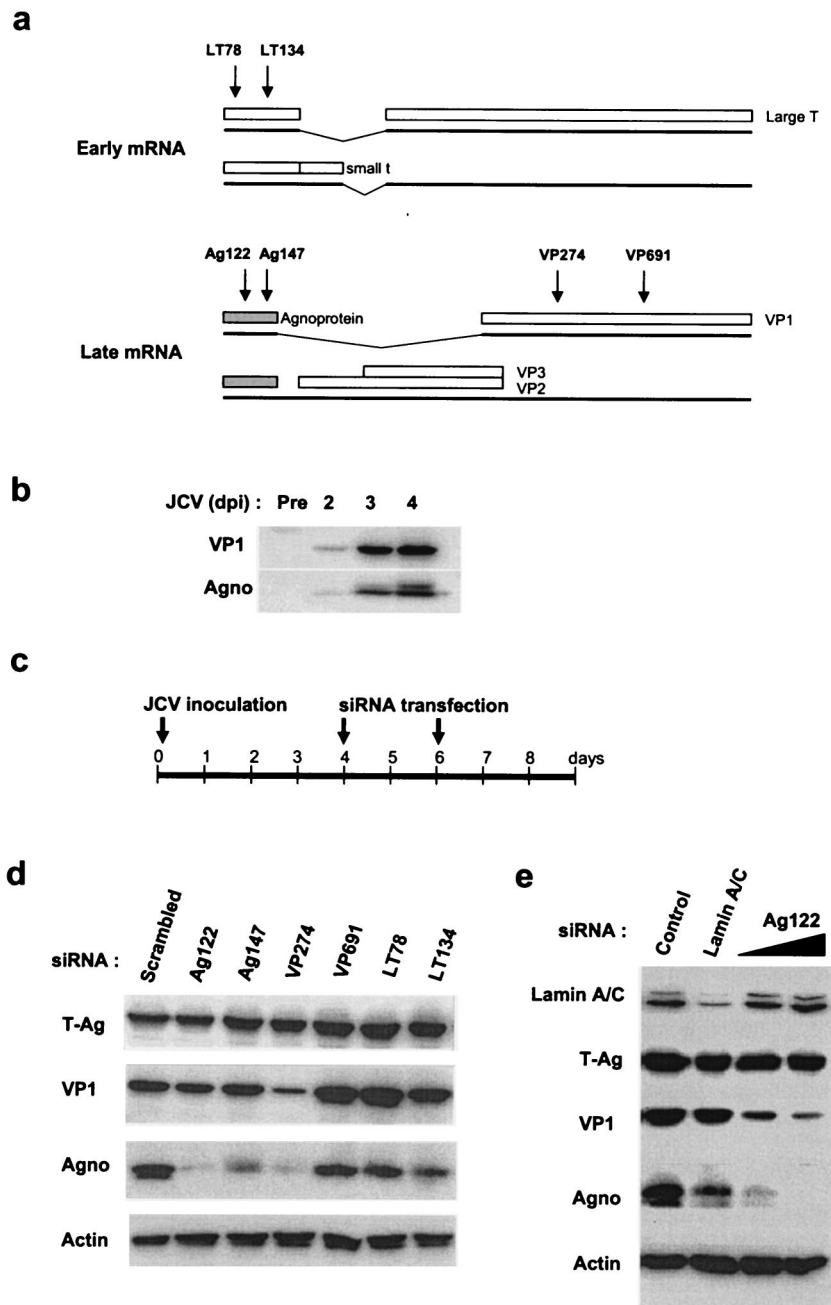 a
LT78 LT134
Large T
Early mRNA
small t
Ag122 Ag147 VP274 VP691
Agnoprotein
VP1
Late mRNA
VP3
VP2
b
JCV (dpi) : Pre 2 3 4
VP1
Agno
c
JCV inoculation siRNA transfection
0 1 2 3 4 5 6 7 8 days
d
siRNA : Scrambled Ag122 Ag147 VP274 VP691 LT78 LT134
T-Ag
VP1
Agno
Actin
e
siRNA : Control Lamin A/C Ag122
Lamin A/C
T-Ag
VP1
Agno
Actin